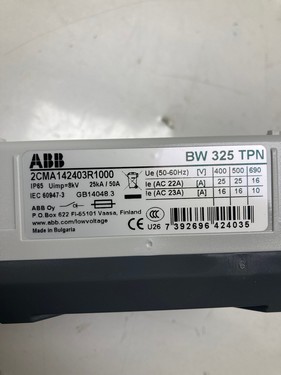 ABB
BW 325 TPN
2CMA142403R1000
IP65 Uimp=8kV 25kA / 50A
IEC 60947-3 GB14048.3
ABB Oy
P.O.Box 622 FI-65101 Vaasa, Finland
www.abb.com/lowvoltage
Made in Bulgaria
Ue (50-60Hz) [V] 400 500 690
Ie (AC 22A) [A] 25 25 16
Ie (AC 23A) [A] 16 16 10
CCC
U26 7 392696 424035